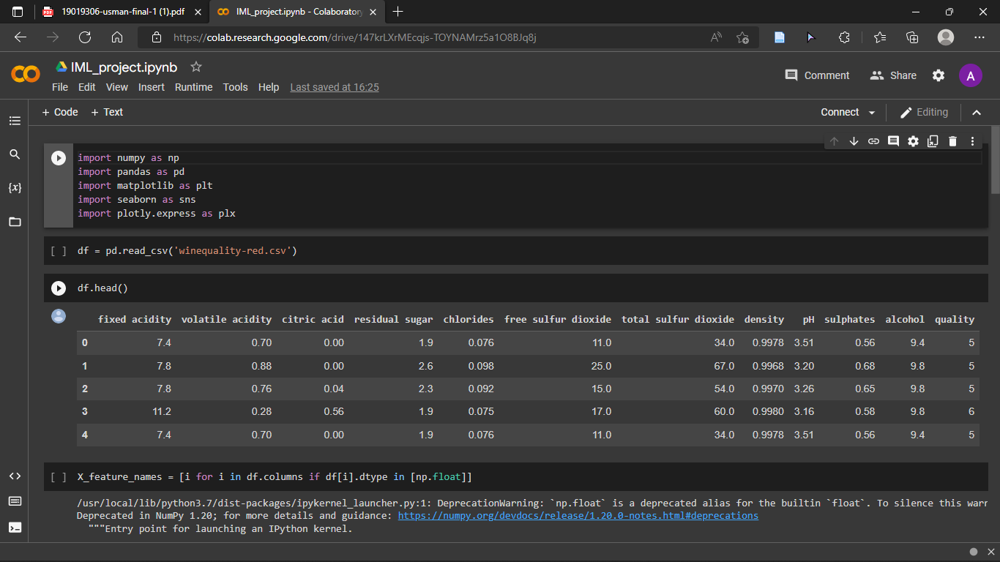 19019306-usman-final-1 (1).pdf
IML_project.ipynb - Colaboratory
https://colab.research.google.com/drive/147krLXrMEcqjs-TOYNAMrz5a1O8BJq8j
IML_project.ipynb
Comment Share A
File Edit View Insert Runtime Tools Help Last saved at 16:25
+ Code + Text Connect Editing
import numpy as np
import pandas as pd
import matplotlib as plt
import seaborn as sns
import plotly.express as plx
[ ] df = pd.read_csv('winequality-red.csv')
df.head()
fixed acidity volatile acidity citric acid residual sugar chlorides free sulfur dioxide total sulfur dioxide density pH sulphates alcohol quality
0 7.4 0.70 0.00 1.9 0.076 11.0 34.0 0.9978 3.51 0.56 9.4 5
1 7.8 0.88 0.00 2.6 0.098 25.0 67.0 0.9968 3.20 0.68 9.8 5
2 7.8 0.76 0.04 2.3 0.092 15.0 54.0 0.9970 3.26 0.65 9.8 5
3 11.2 0.28 0.56 1.9 0.075 17.0 60.0 0.9980 3.16 0.58 9.8 6
4 7.4 0.70 0.00 1.9 0.076 11.0 34.0 0.9978 3.51 0.56 9.4 5
[ ] X_feature_names = [i for i in df.columns if df[i].dtype in [np.float]]
/usr/local/lib/python3.7/dist-packages/ipykernel_launcher.py:1: DeprecationWarning: `np.float` is a deprecated alias for the builtin `float`. To silence this warr
Deprecated in NumPy 1.20; for more details and guidance: https://numpy.org/devdocs/release/1.20.0-notes.html#deprecations
"""Entry point for launching an IPython kernel.